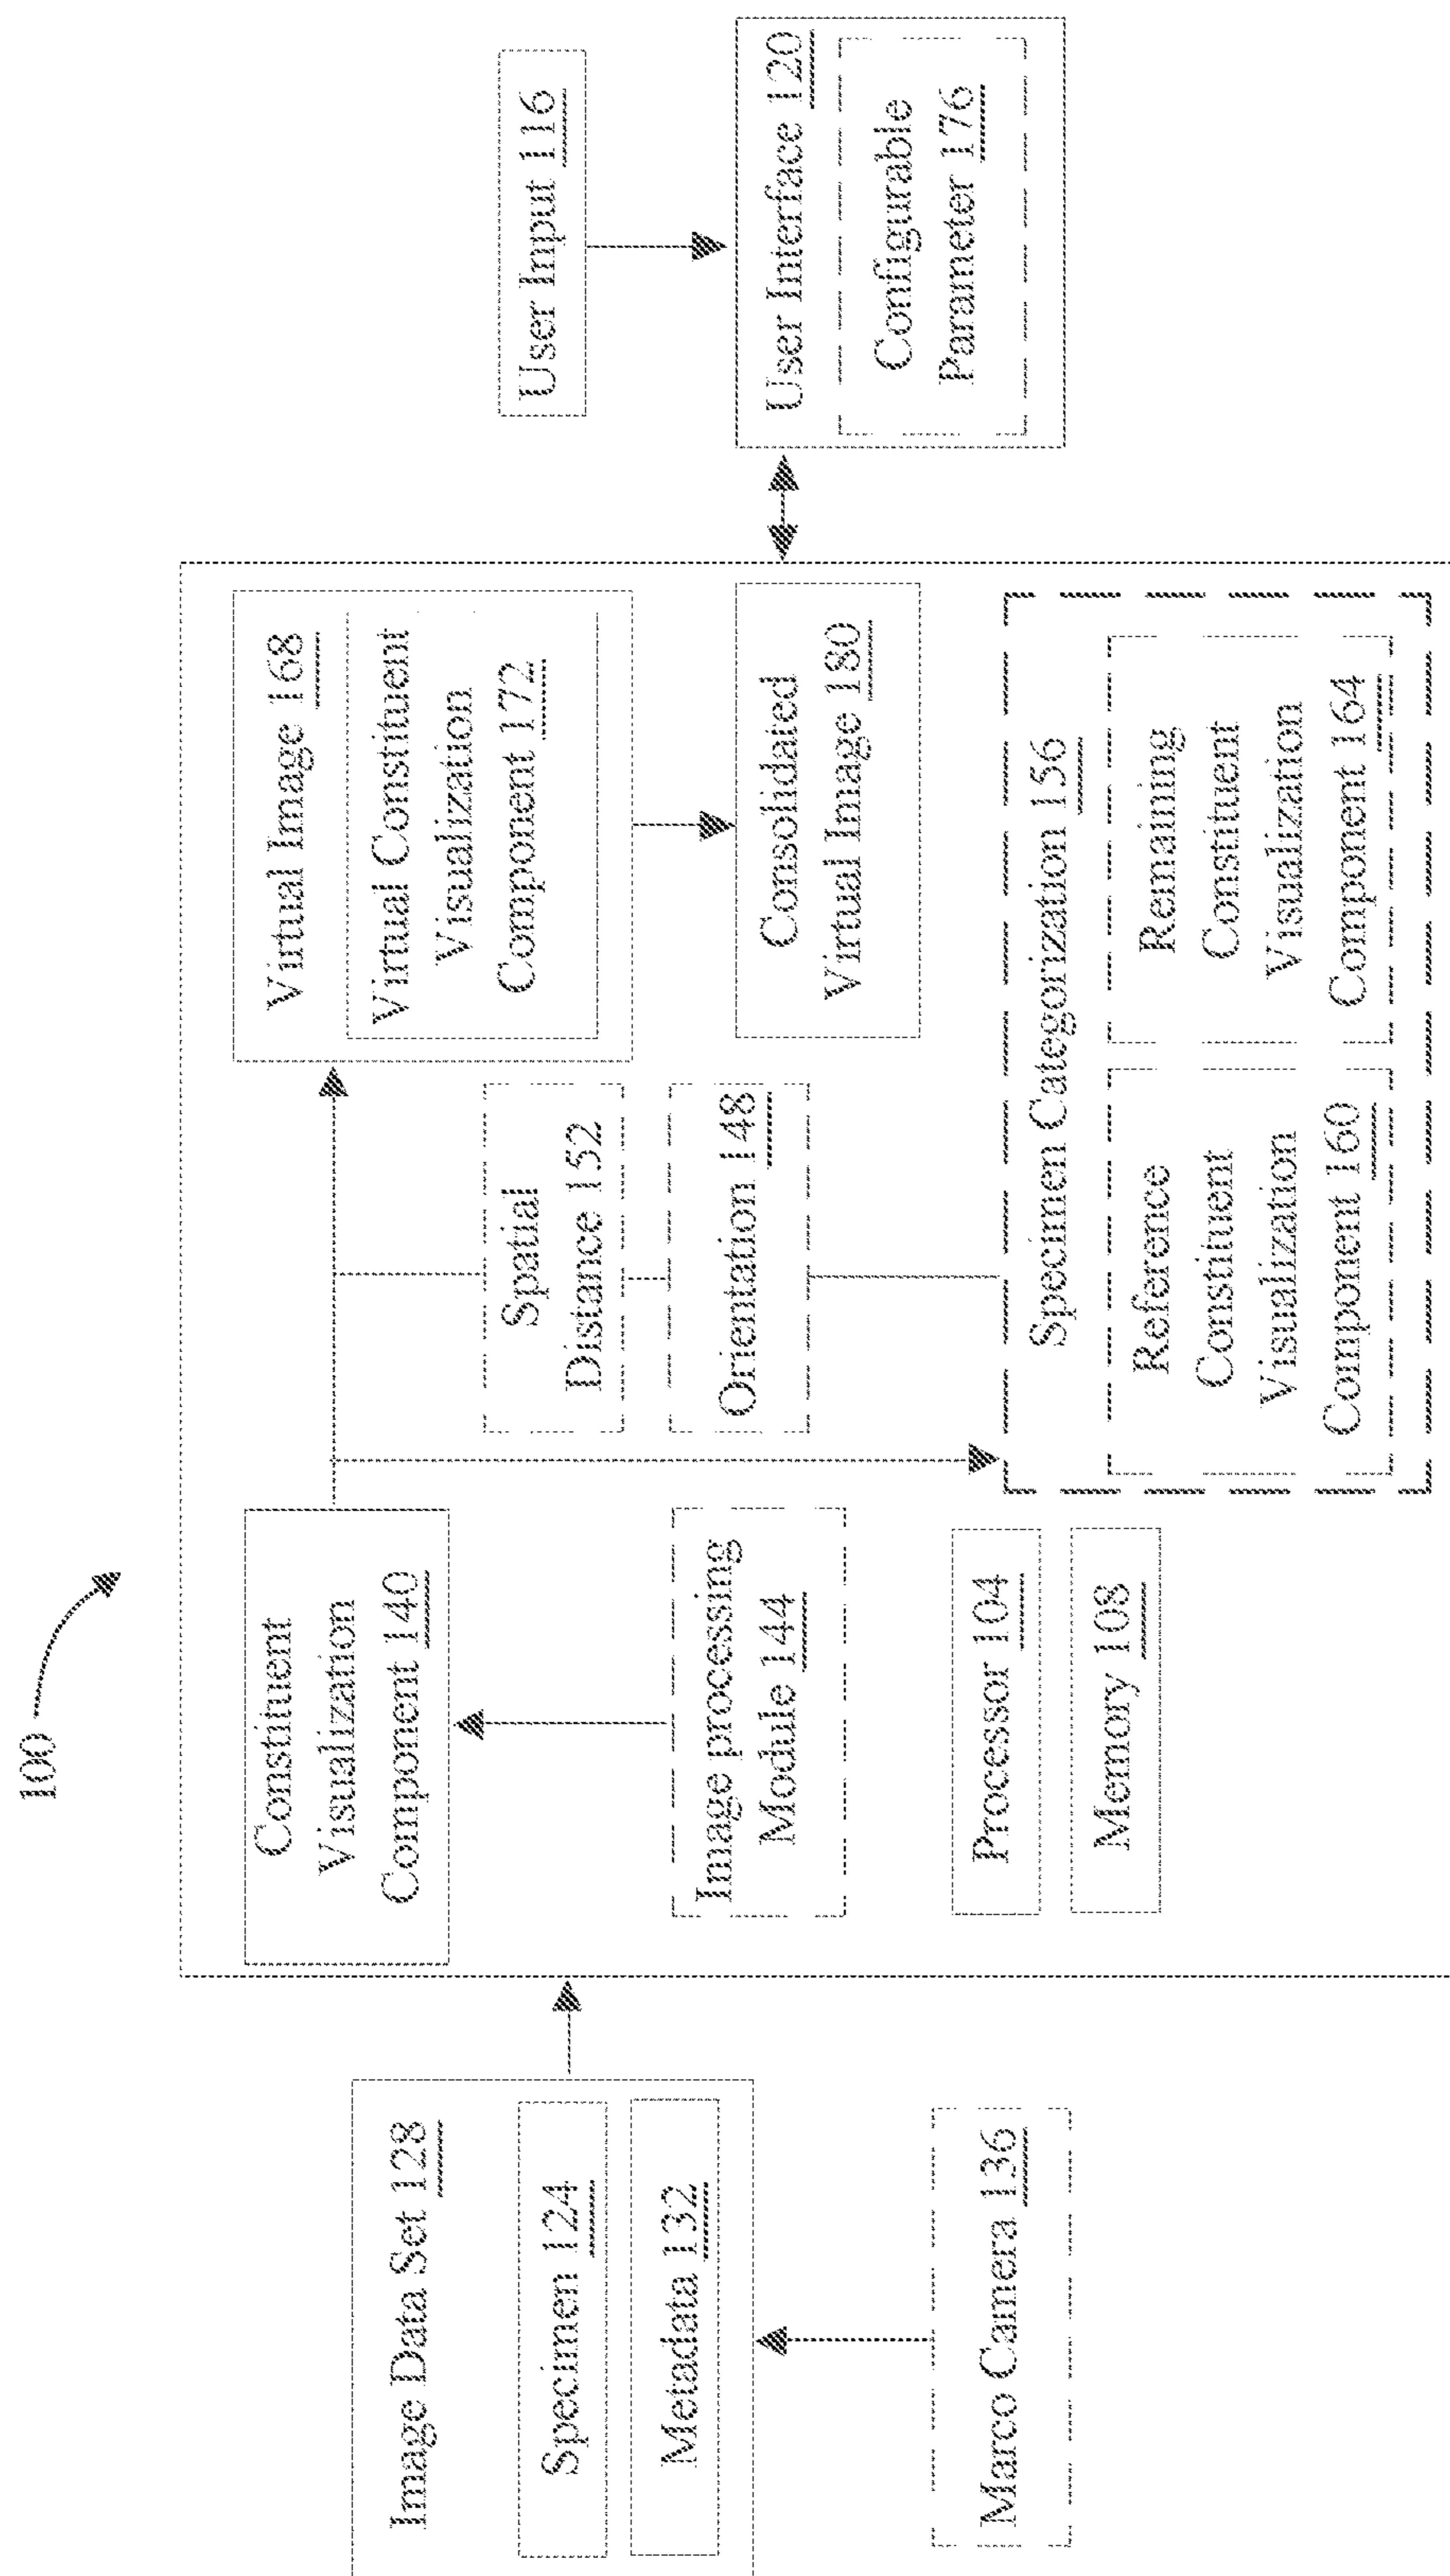 100
Image Data Set 128
Specimen 124
Metadata 132
Marco Camera 136
Constituent
Visualization
Component 140
Image processing
Module 144
Processor 104
Memory 108
Spatial
Distance 152
Orientation 148
Virtual Image 168
Virtual Constituent
Visualization
Component 172
Consolidated
Virtual Image 180
Specimen Categorization 156
Reference
Constituent
Visualization
Component 160
Remaining
Constituent
Visualization
Component 164
User Input 116
User Interface 120
Configurable
Parameter 176